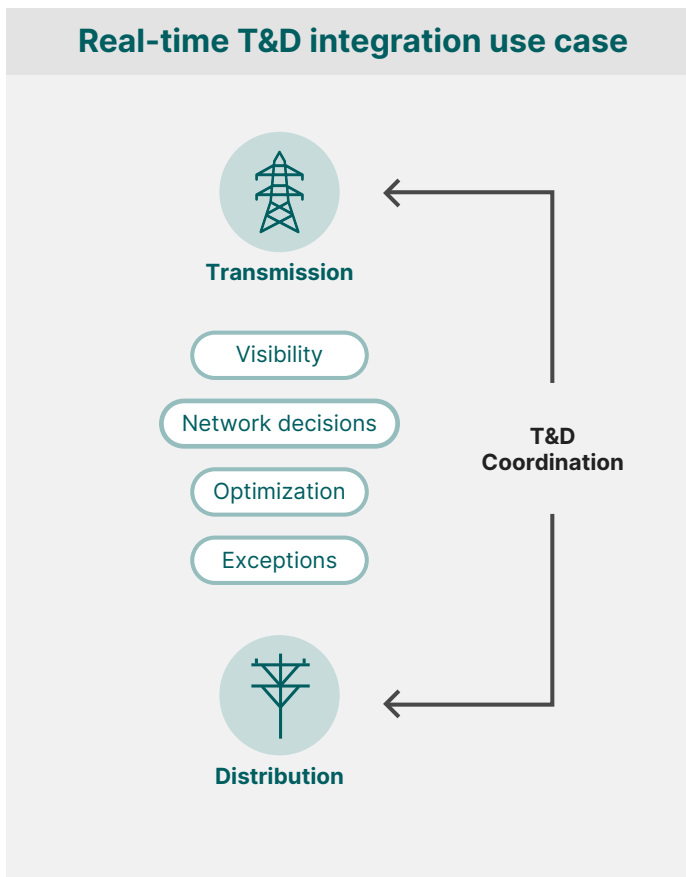 Real-time T&D integration use case
Transmission
Visibility
Network decisions
Optimization
Exceptions
T&D
Coordination
Distribution